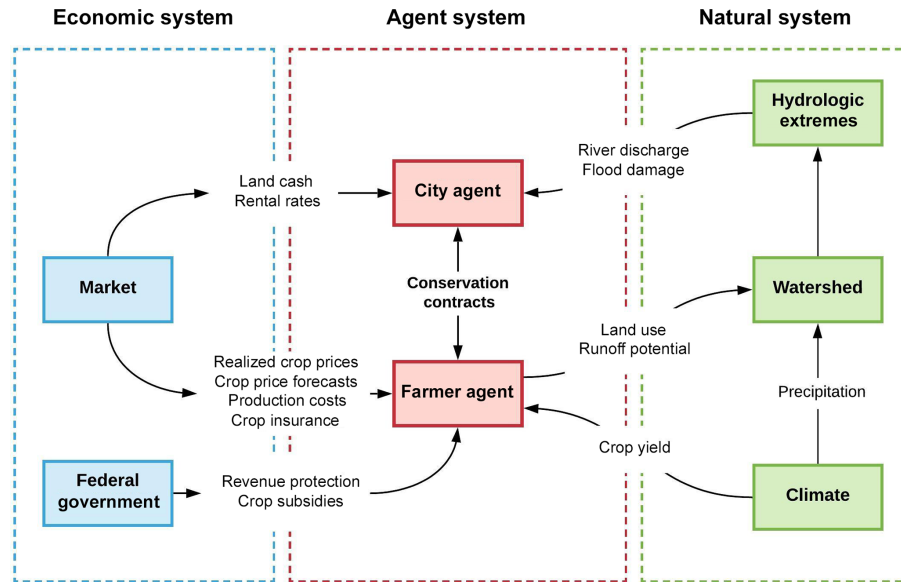 Economic system
Agent system
Natural system
Hydrologic
extremes
River discharge
Flood damage
Land cash
Rental rates
City agent
Market
Conservation
contracts
Watershed
Land use
Runoff potential
Realized crop prices
Crop price forecasts
Production costs
Crop insurance
Farmer agent
Precipitation
Crop yield
Federal
government
Revenue protection
Crop subsidies
Climate